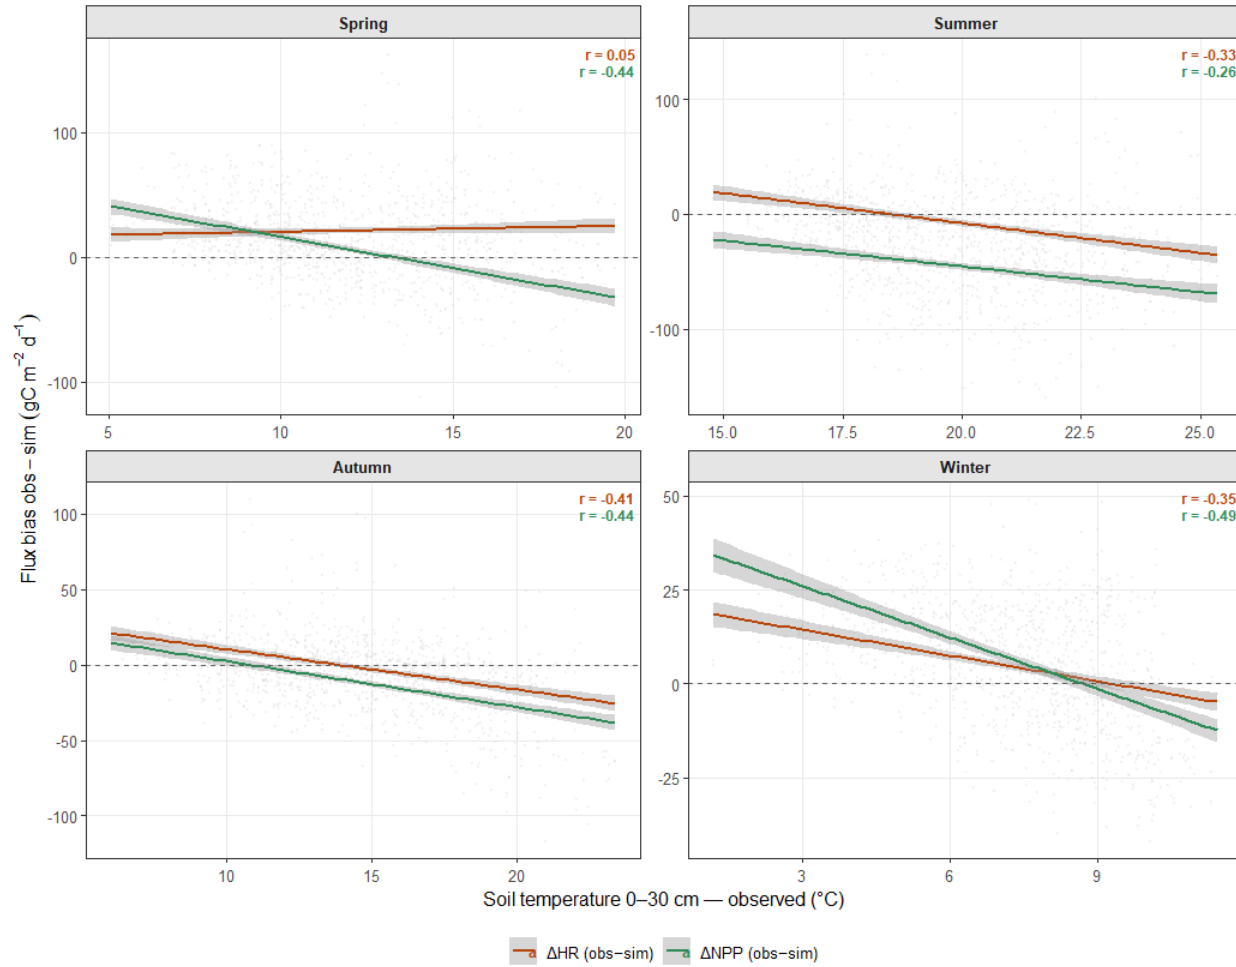 Spring
r = 0.05
r = -0.44
100
0
-100
5
10
15
20
Summer
r = -0.33
r = -0.26
100
0
-100
15.0
17.5
20.0
22.5
25.0
Autumn
r = -0.41
r = -0.44
100
50
0
-50
-100
10
15
20
Winter
r = -0.35
r = -0.49
50
25
0
-25
3
6
9
Flux bias obs − sim (gC m⁻² d⁻¹)
Soil temperature 0–30 cm — observed (°C)
a ΔHR (obs−sim) a ΔNPP (obs−sim)